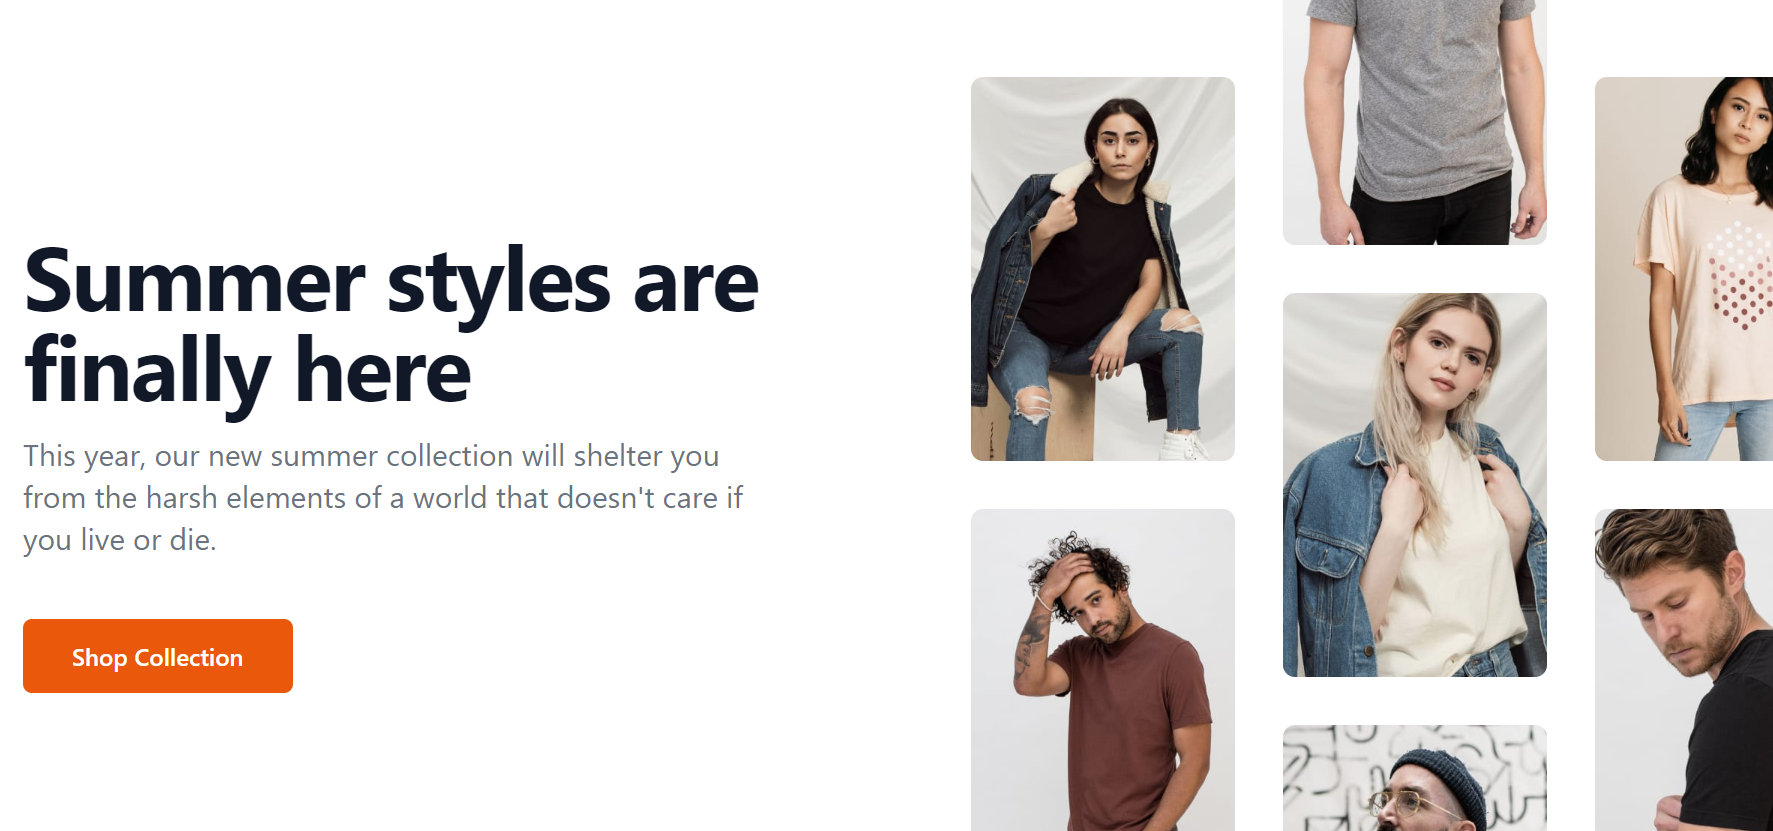 Summer styles are
finally here
This year, our new summer collection will shelter you
from the harsh elements of a world that doesn't care if
you live or die.
Shop Collection